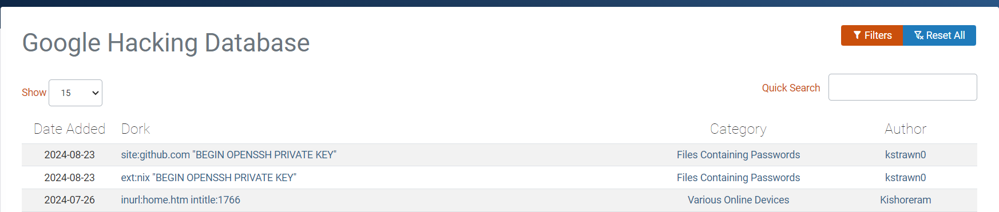 Google Hacking Database
Filters Reset All
Show 15
Quick Search
Date Added Dork Category Author
2024-08-23 site:github.com "BEGIN OPENSSH PRIVATE KEY" Files Containing Passwords kstrawn0
2024-08-23 ext:nix "BEGIN OPENSSH PRIVATE KEY" Files Containing Passwords kstrawn0
2024-07-26 inurl:home.htm intitle:1766 Various Online Devices Kishoreram